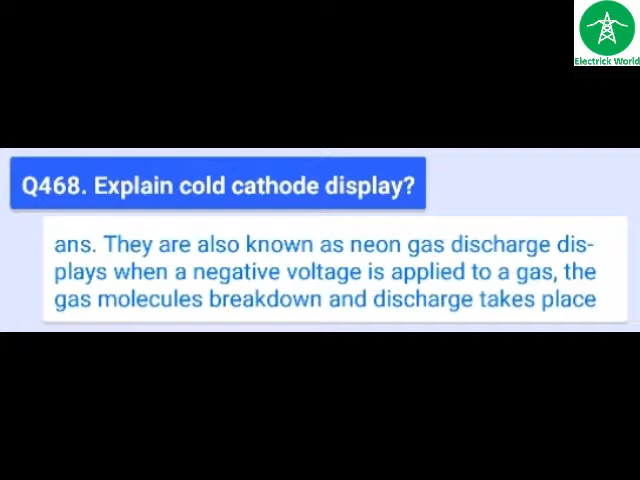 Electrick World
Q468. Explain cold cathode display?
ans. They are also known as neon gas discharge dis-
plays when a negative voltage is applied to a gas, the
gas molecules breakdown and discharge takes place